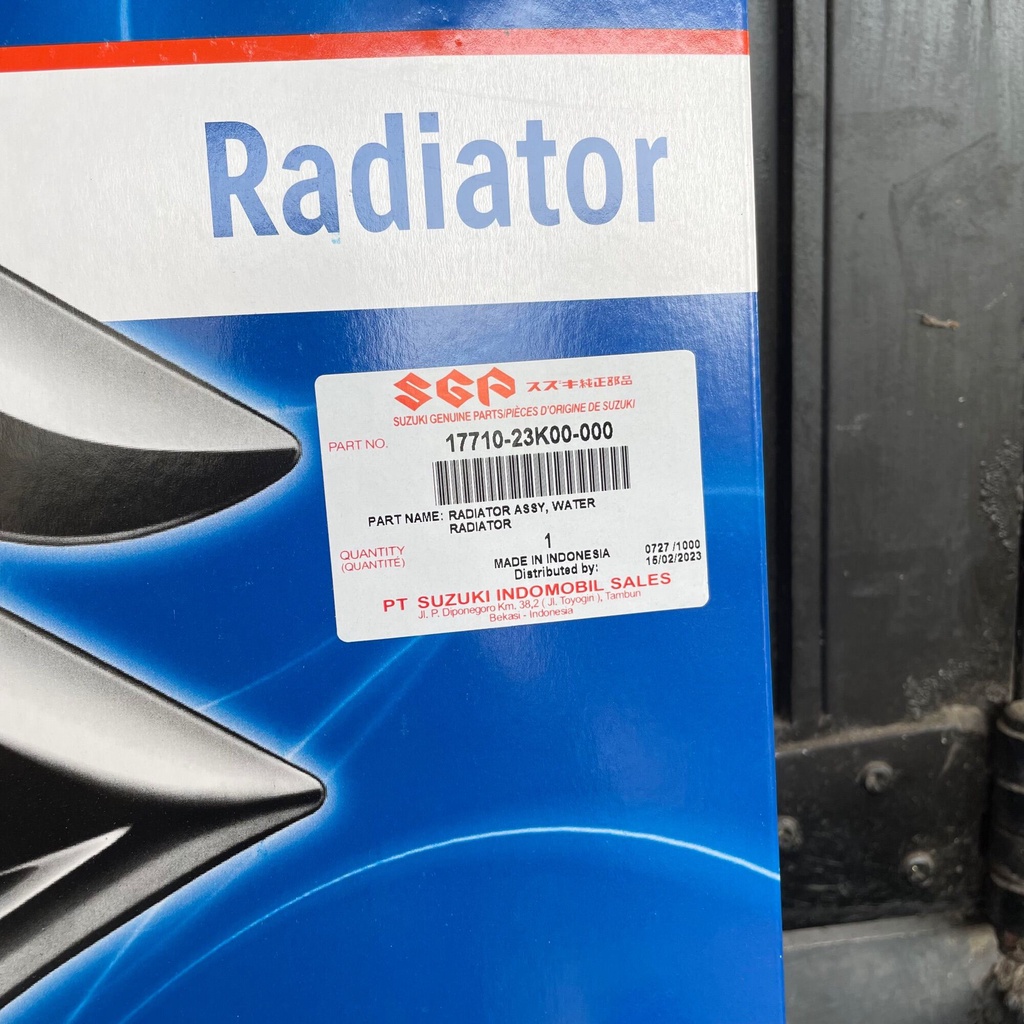 Radiator
SGP スズキ純正部品
SUZUKI GENUINE PARTS/PIÈCES D'ORIGINE DE SUZUKI
PART NO. 17710-23K00-000
PART NAME: RADIATOR ASSY, WATER
RADIATOR
QUANTITY 1
(QUANTITÉ)
MADE IN INDONESIA 0727 /1000
Distributed by: 15/02/2023
PT SUZUKI INDOMOBIL SALES
Jl. P. Diponegoro Km. 38,2 ( Jl. Toyogiri ), Tambun
Bekasi - Indonesia